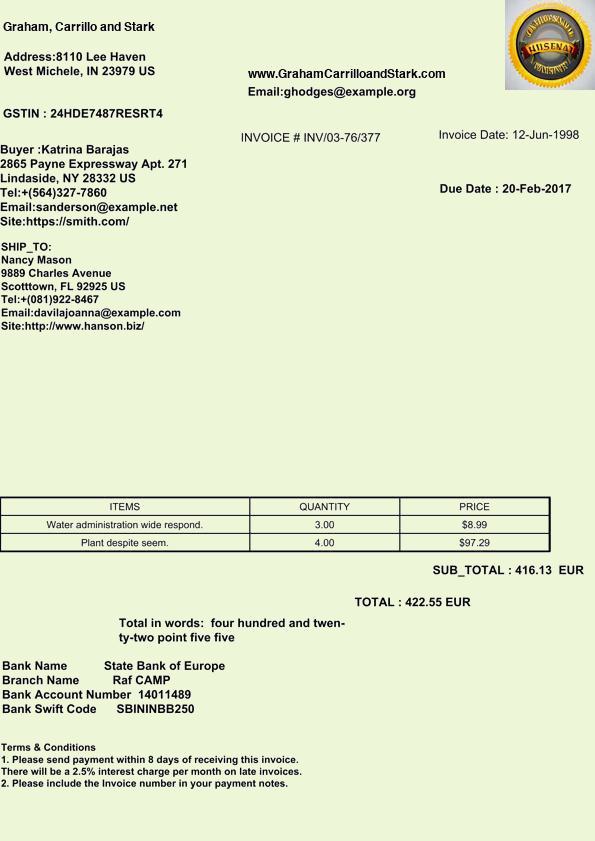 Graham, Carrillo and Stark
Address:8110 Lee Haven
West Michele, IN 23979 US
www.GrahamCarrilloandStark.com
Email:ghodges@example.org
HUSENAT
GSTIN : 24HDE7487RESRT4
INVOICE # INV/03-76/377
Invoice Date: 12-Jun-1998
Due Date : 20-Feb-2017
Buyer :Katrina Barajas
2865 Payne Expressway Apt. 271
Lindaside, NY 28332 US
Tel:+(564)327-7860
Email:sanderson@example.net
Site:https://smith.com/
SHIP_TO:
Nancy Mason
9889 Charles Avenue
Scotttown, FL 92925 US
Tel:+(081)922-8467
Email:davilajoanna@example.com
Site:http://www.hanson.biz/
ITEMS QUANTITY PRICE
Water administration wide respond. 3.00 $8.99
Plant despite seem. 4.00 $97.29
SUB_TOTAL : 416.13 EUR
TOTAL : 422.55 EUR
Total in words: four hundred and twen-
ty-two point five five
Bank Name State Bank of Europe
Branch Name Raf CAMP
Bank Account Number 14011489
Bank Swift Code SBININBB250
Terms & Conditions
1. Please send payment within 8 days of receiving this invoice.
There will be a 2.5% interest charge per month on late invoices.
2. Please include the Invoice number in your payment notes.